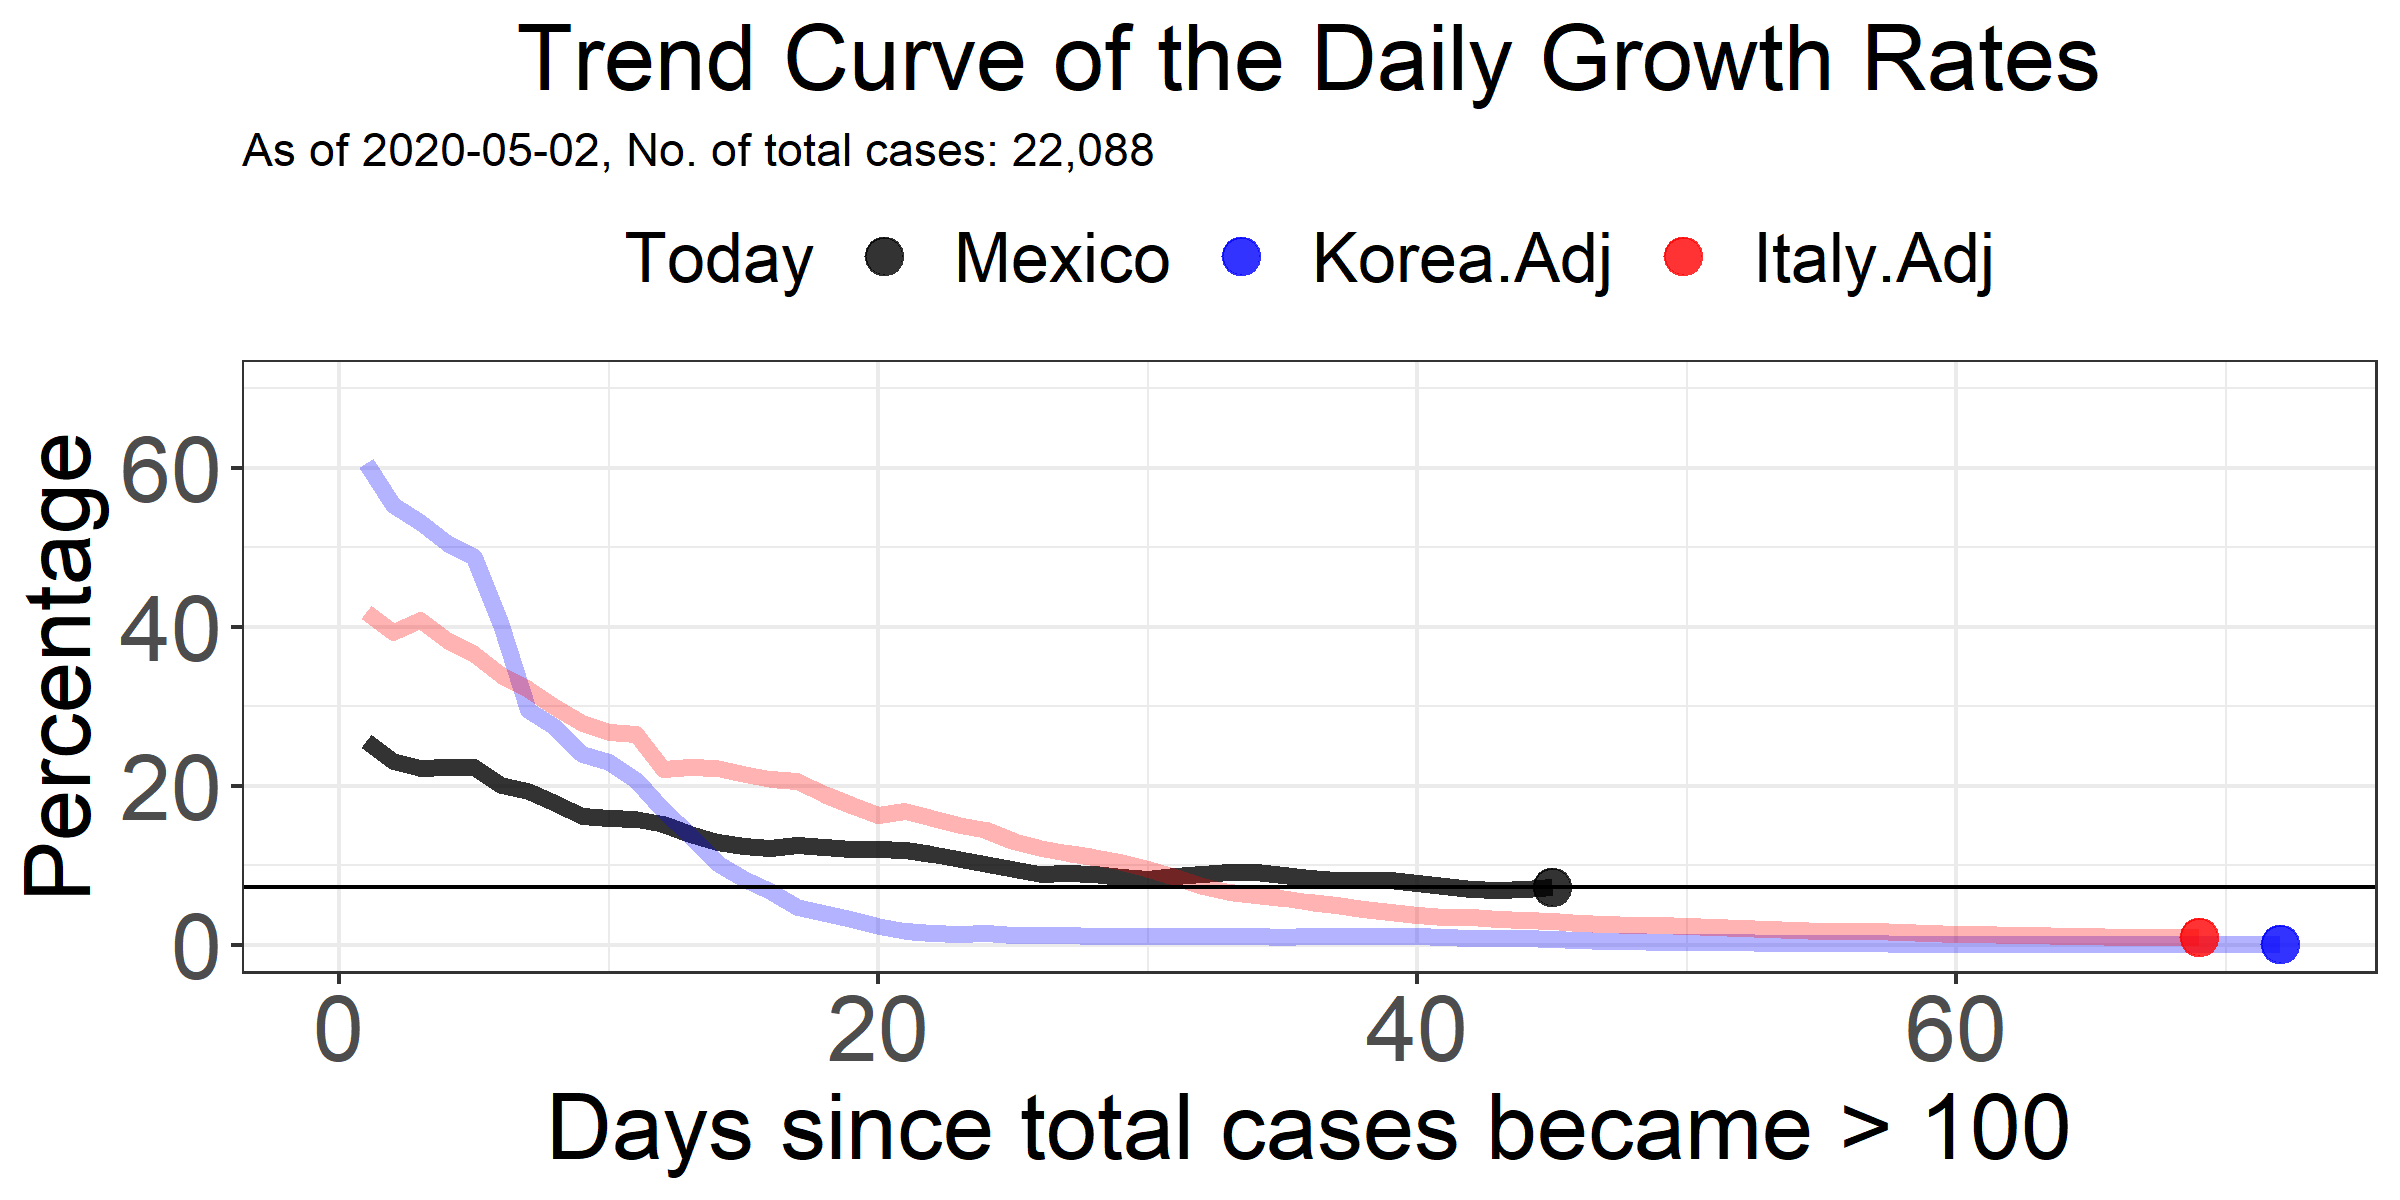 Trend Curve of the Daily Growth Rates
As of 2020-05-02, No. of total cases: 22,088
Today Mexico Korea.Adj Italy.Adj
Percentage
60
40
20
0
0 20 40 60
Days since total cases became > 100